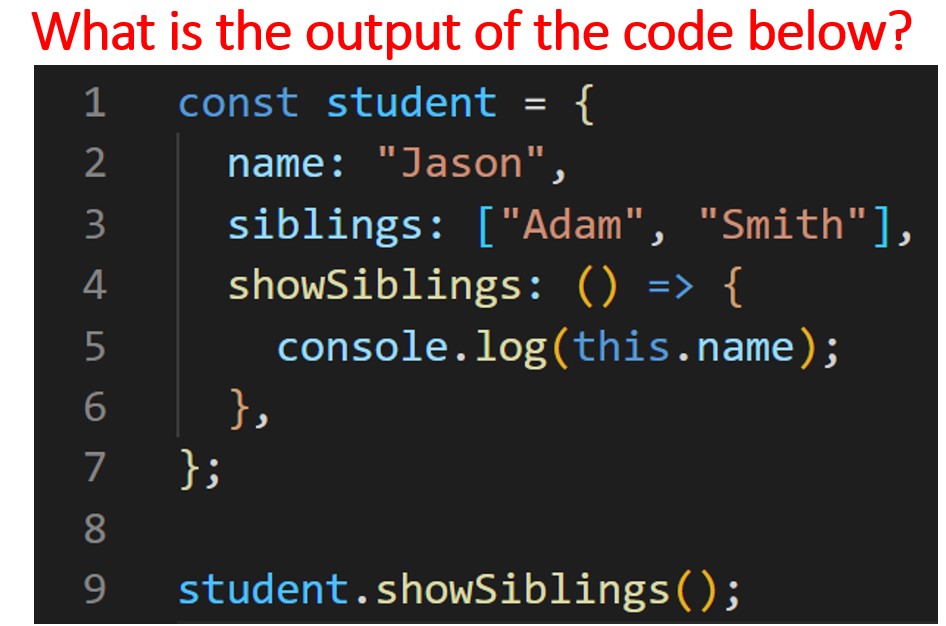 What is the output of the code below?
1 const student = {
2   name: "Jason",
3   siblings: ["Adam", "Smith"],
4   showSiblings: () => {
5     console.log(this.name);
6   },
7 };
8
9 student.showSiblings();